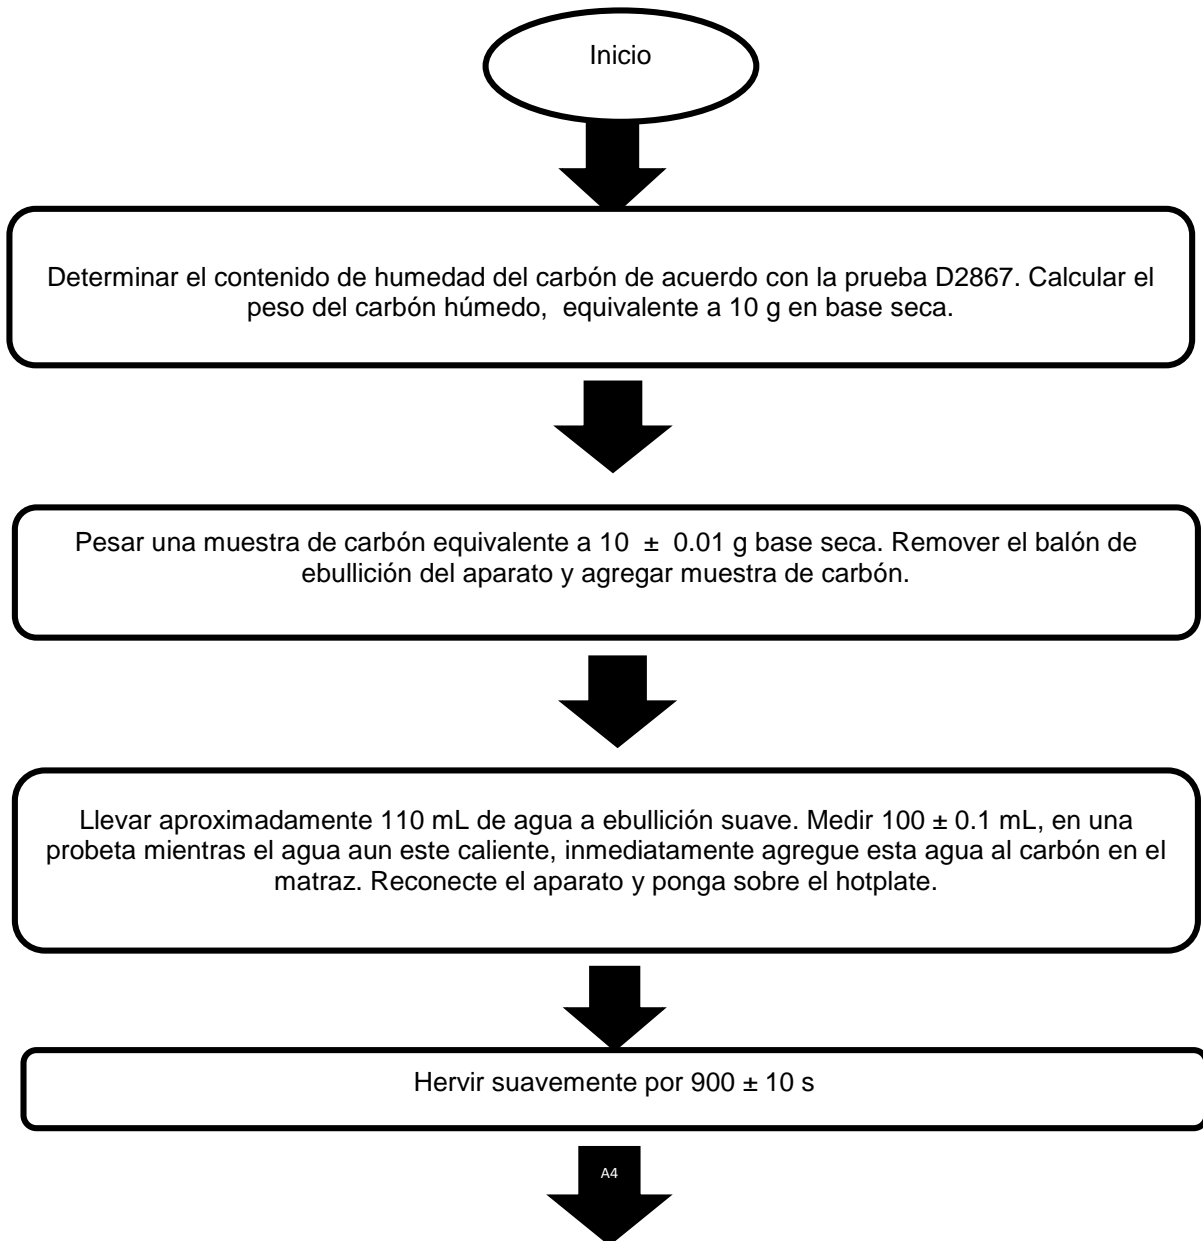 Inicio
Determinar el contenido de humedad del carbón de acuerdo con la prueba D2867. Calcular el
peso del carbón húmedo,  equivalente a 10 g en base seca.
Pesar una muestra de carbón equivalente a 10  ±  0.01 g base seca. Remover el balón de
ebullición del aparato y agregar muestra de carbón.
Llevar aproximadamente 110 mL de agua a ebullición suave. Medir 100 ± 0.1 mL, en una
probeta mientras el agua aun este caliente, inmediatamente agregue esta agua al carbón en el
matraz. Reconecte el aparato y ponga sobre el hotplate.
Hervir suavemente por 900 ± 10 s
A4